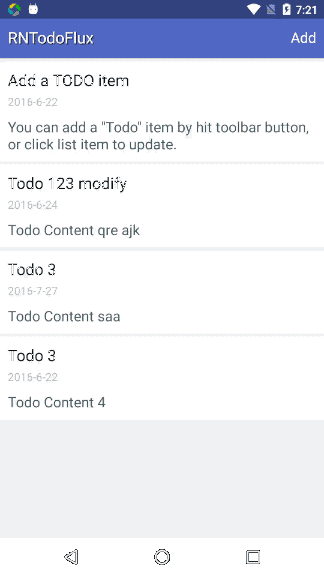 7:21
RNTodoFlux
Add
Add a TODO item
2016-6-22
You can add a "Todo" item by hit toolbar button,
or click list item to update.
Todo 123 modify
2016-6-24
Todo Content qre ajk
Todo 3
2016-7-27
Todo Content saa
Todo 3
2016-6-22
Todo Content 4